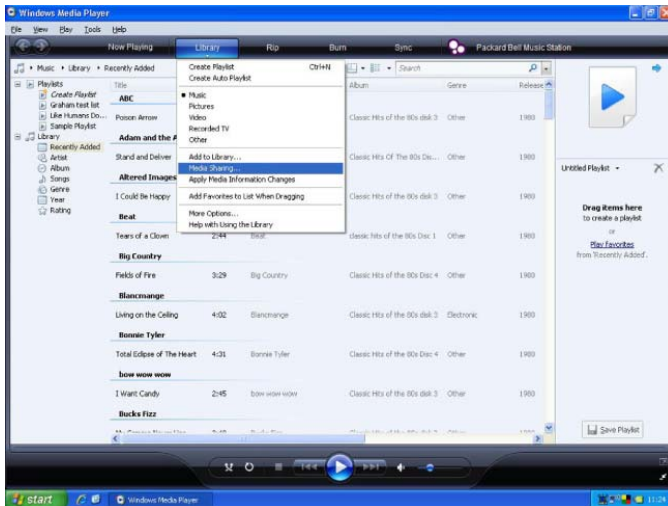 Windows Media Player
File View Play Tools Help
Now Playing Library Rip Burn Sync Packard Bell Music Station
Music Library Recently Added
Search
Create Playlist Ctrl+N
Create Auto Playlist
Music
Pictures
Video
Recorded TV
Other
Add to Library...
Media Sharing...
Apply Media Information Changes
Add Favorites to List When Dragging
More Options...
Help with Using the Library
Playlists
Create Playlist
Graham test list
Like Humans Do...
Sample Playlist
Library
Recently Added
Artist
Album
Songs
Genre
Year
Rating
Title Album Genre Release
ABC
Poison Arrow Classic Hits of the 80s disk 3 Other 1980
Adam and the A
Stand and Deliver Classic Hits Of The 80s Dis... Other 1980
Altered Images
I Could Be Happy Classic Hits of the 80s disk 3 Other 1980
Beat
Tears of a Clown 2:44 Beat classic hits of the 80s Disc 1 Other 1980
Big Country
Fields of Fire 3:29 Big Country Classic Hits of the 80s Disc 4 Other 1980
Blancmange
Living on the Ceiling 4:02 Blancmange Classic Hits of the 80s disk 3 Electronic 1980
Bonnie Tyler
Total Eclipse of The Heart 4:31 Bonnie Tyler Classic Hits of the 80s Disc 4 Other 1980
bow wow wow
I Want Candy 2:45 bow wow wow Classic Hits of the 80s disk 3 Other 1980
Bucks Fizz
Untitled Playlist
Drag items here
to create a playlist
or
Play favorites
from 'Recently Added'.
Save Playlist
start Windows Media Player 11:24